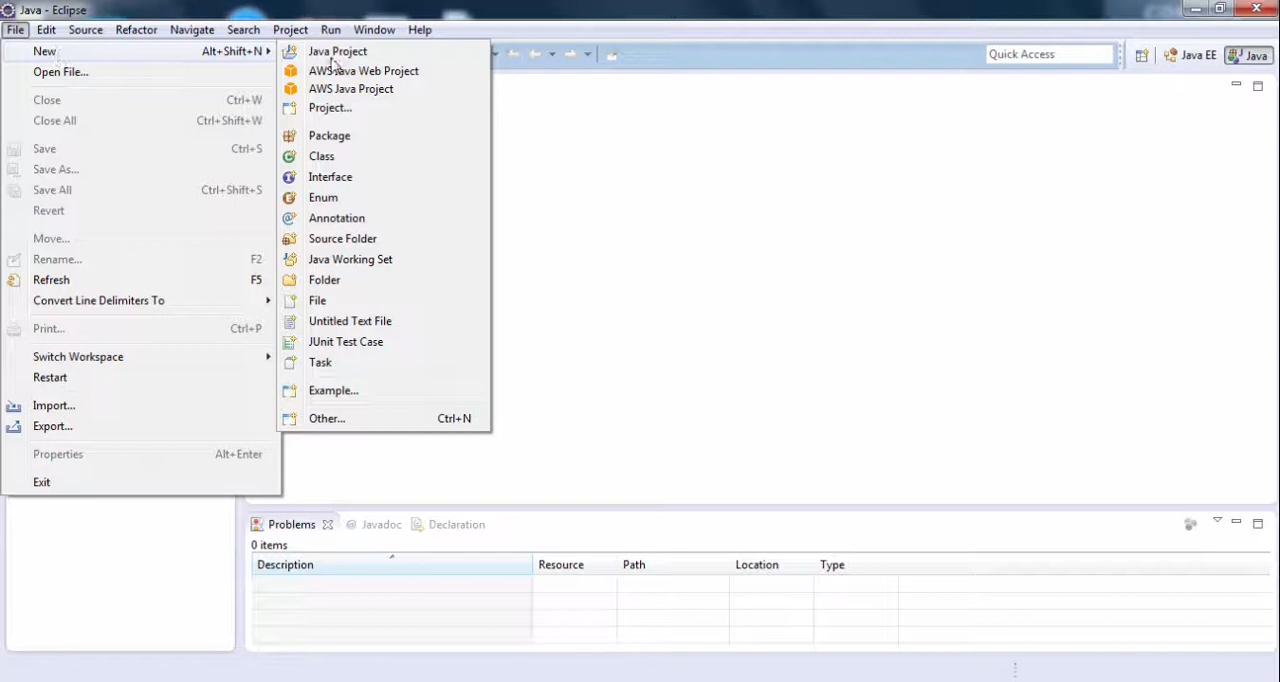 Java - Eclipse
File Edit Source Refactor Navigate Search Project Run Window Help
New Alt+Shift+N
Open File...
Close Ctrl+W
Close All Ctrl+Shift+W
Save Ctrl+S
Save As...
Save All Ctrl+Shift+S
Revert
Move...
Rename... F2
Refresh F5
Convert Line Delimiters To
Print... Ctrl+P
Switch Workspace
Restart
Import...
Export...
Properties Alt+Enter
Exit
Java Project
AWS Java Web Project
AWS Java Project
Project...
Package
Class
Interface
Enum
Annotation
Source Folder
Java Working Set
Folder
File
Untitled Text File
JUnit Test Case
Task
Example...
Other... Ctrl+N
Quick Access Java EE Java
Problems Javadoc Declaration
0 items
Description Resource Path Location Type